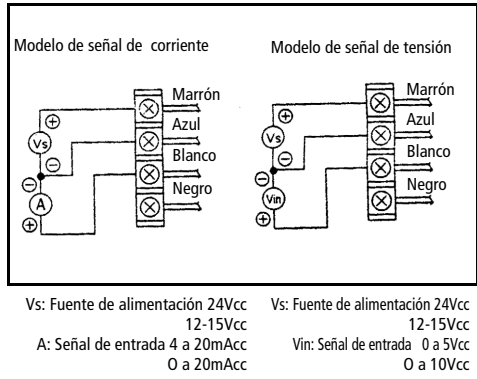 Modelo de señal de corriente
Marrón
Azul
Blanco
Negro
Vs
A
Modelo de señal de tensión
Marrón
Azul
Blanco
Negro
Vs
Vin
Vs: Fuente de alimentación 24Vcc
12-15Vcc
A: Señal de entrada 4 a 20mAcc
O a 20mAcc
Vs: Fuente de alimentación 24Vcc
12-15Vcc
Vin: Señal de entrada 0 a 5Vcc
O a 10Vcc